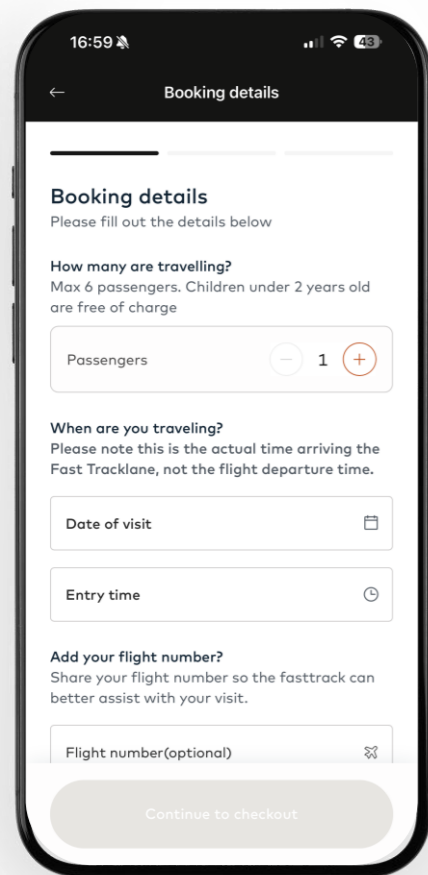 16:59
43
Booking details
Booking details
Please fill out the details below
How many are travelling?
Max 6 passengers. Children under 2 years old
are free of charge
Passengers
1
When are you traveling?
Please note this is the actual time arriving the
Fast Tracklane, not the flight departure time.
Date of visit
Entry time
Add your flight number?
Share your flight number so the fasttrack can
better assist with your visit.
Flight number(optional)
Continue to checkout